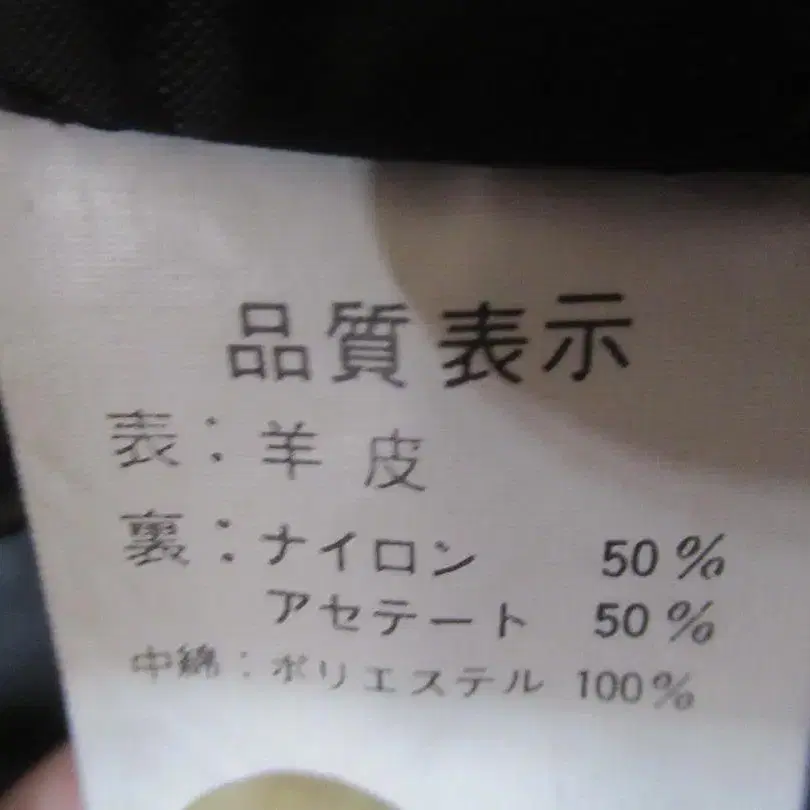 品質表示
表：羊皮
裏：ナイロン 50%
アセテート 50%
中綿：ポリエステル 100%